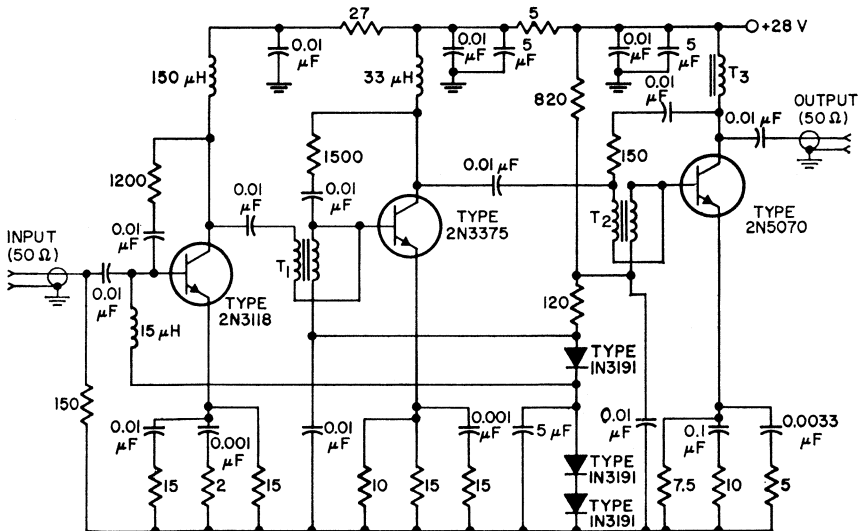 27
5
+28 V
0.01
μF
0.01
μF
5
μF
0.01
μF
5
μF
150 μH
33 μH
T3
820
0.01
μF
OUTPUT
(50 Ω)
0.01 μF
1500
150
1200
0.01
μF
0.01
μF
0.01 μF
TYPE
2N3375
TYPE
2N5070
T2
0.01
μF
INPUT
(50 Ω)
T1
0.01
μF
TYPE
2N3118
120
15 μH
TYPE
1N3191
150
0.01
μF
0.001
μF
0.01
μF
0.001
μF
5 μF
0.01
μF
0.1
μF
0.0033
μF
TYPE
1N3191
15
2
15
10
15
15
7.5
10
5
TYPE
1N3191